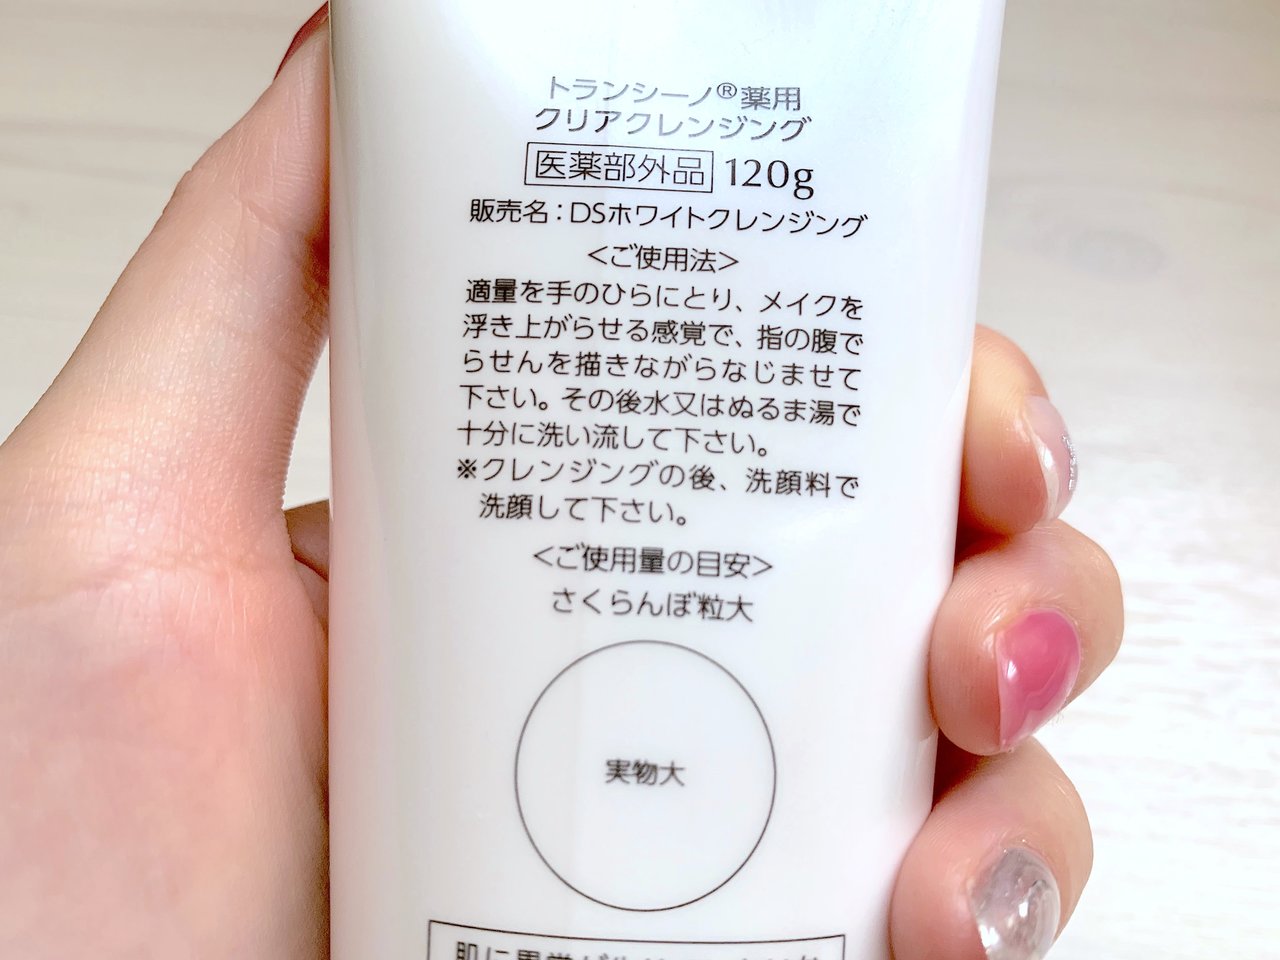 トランシーノ®薬用
クリアクレンジング
医薬部外品 120g
販売名：DSホワイトクレンジング
＜ご使用法＞
適量を手のひらにとり、メイクを
浮き上がらせる感覚で、指の腹で
らせんを描きながらなじませて
下さい。その後水又はぬるま湯で
十分に洗い流して下さい。
※クレンジングの後、洗顔料で
洗顔して下さい。
＜ご使用量の目安＞
さくらんぼ粒大
実物大
肌に異常が